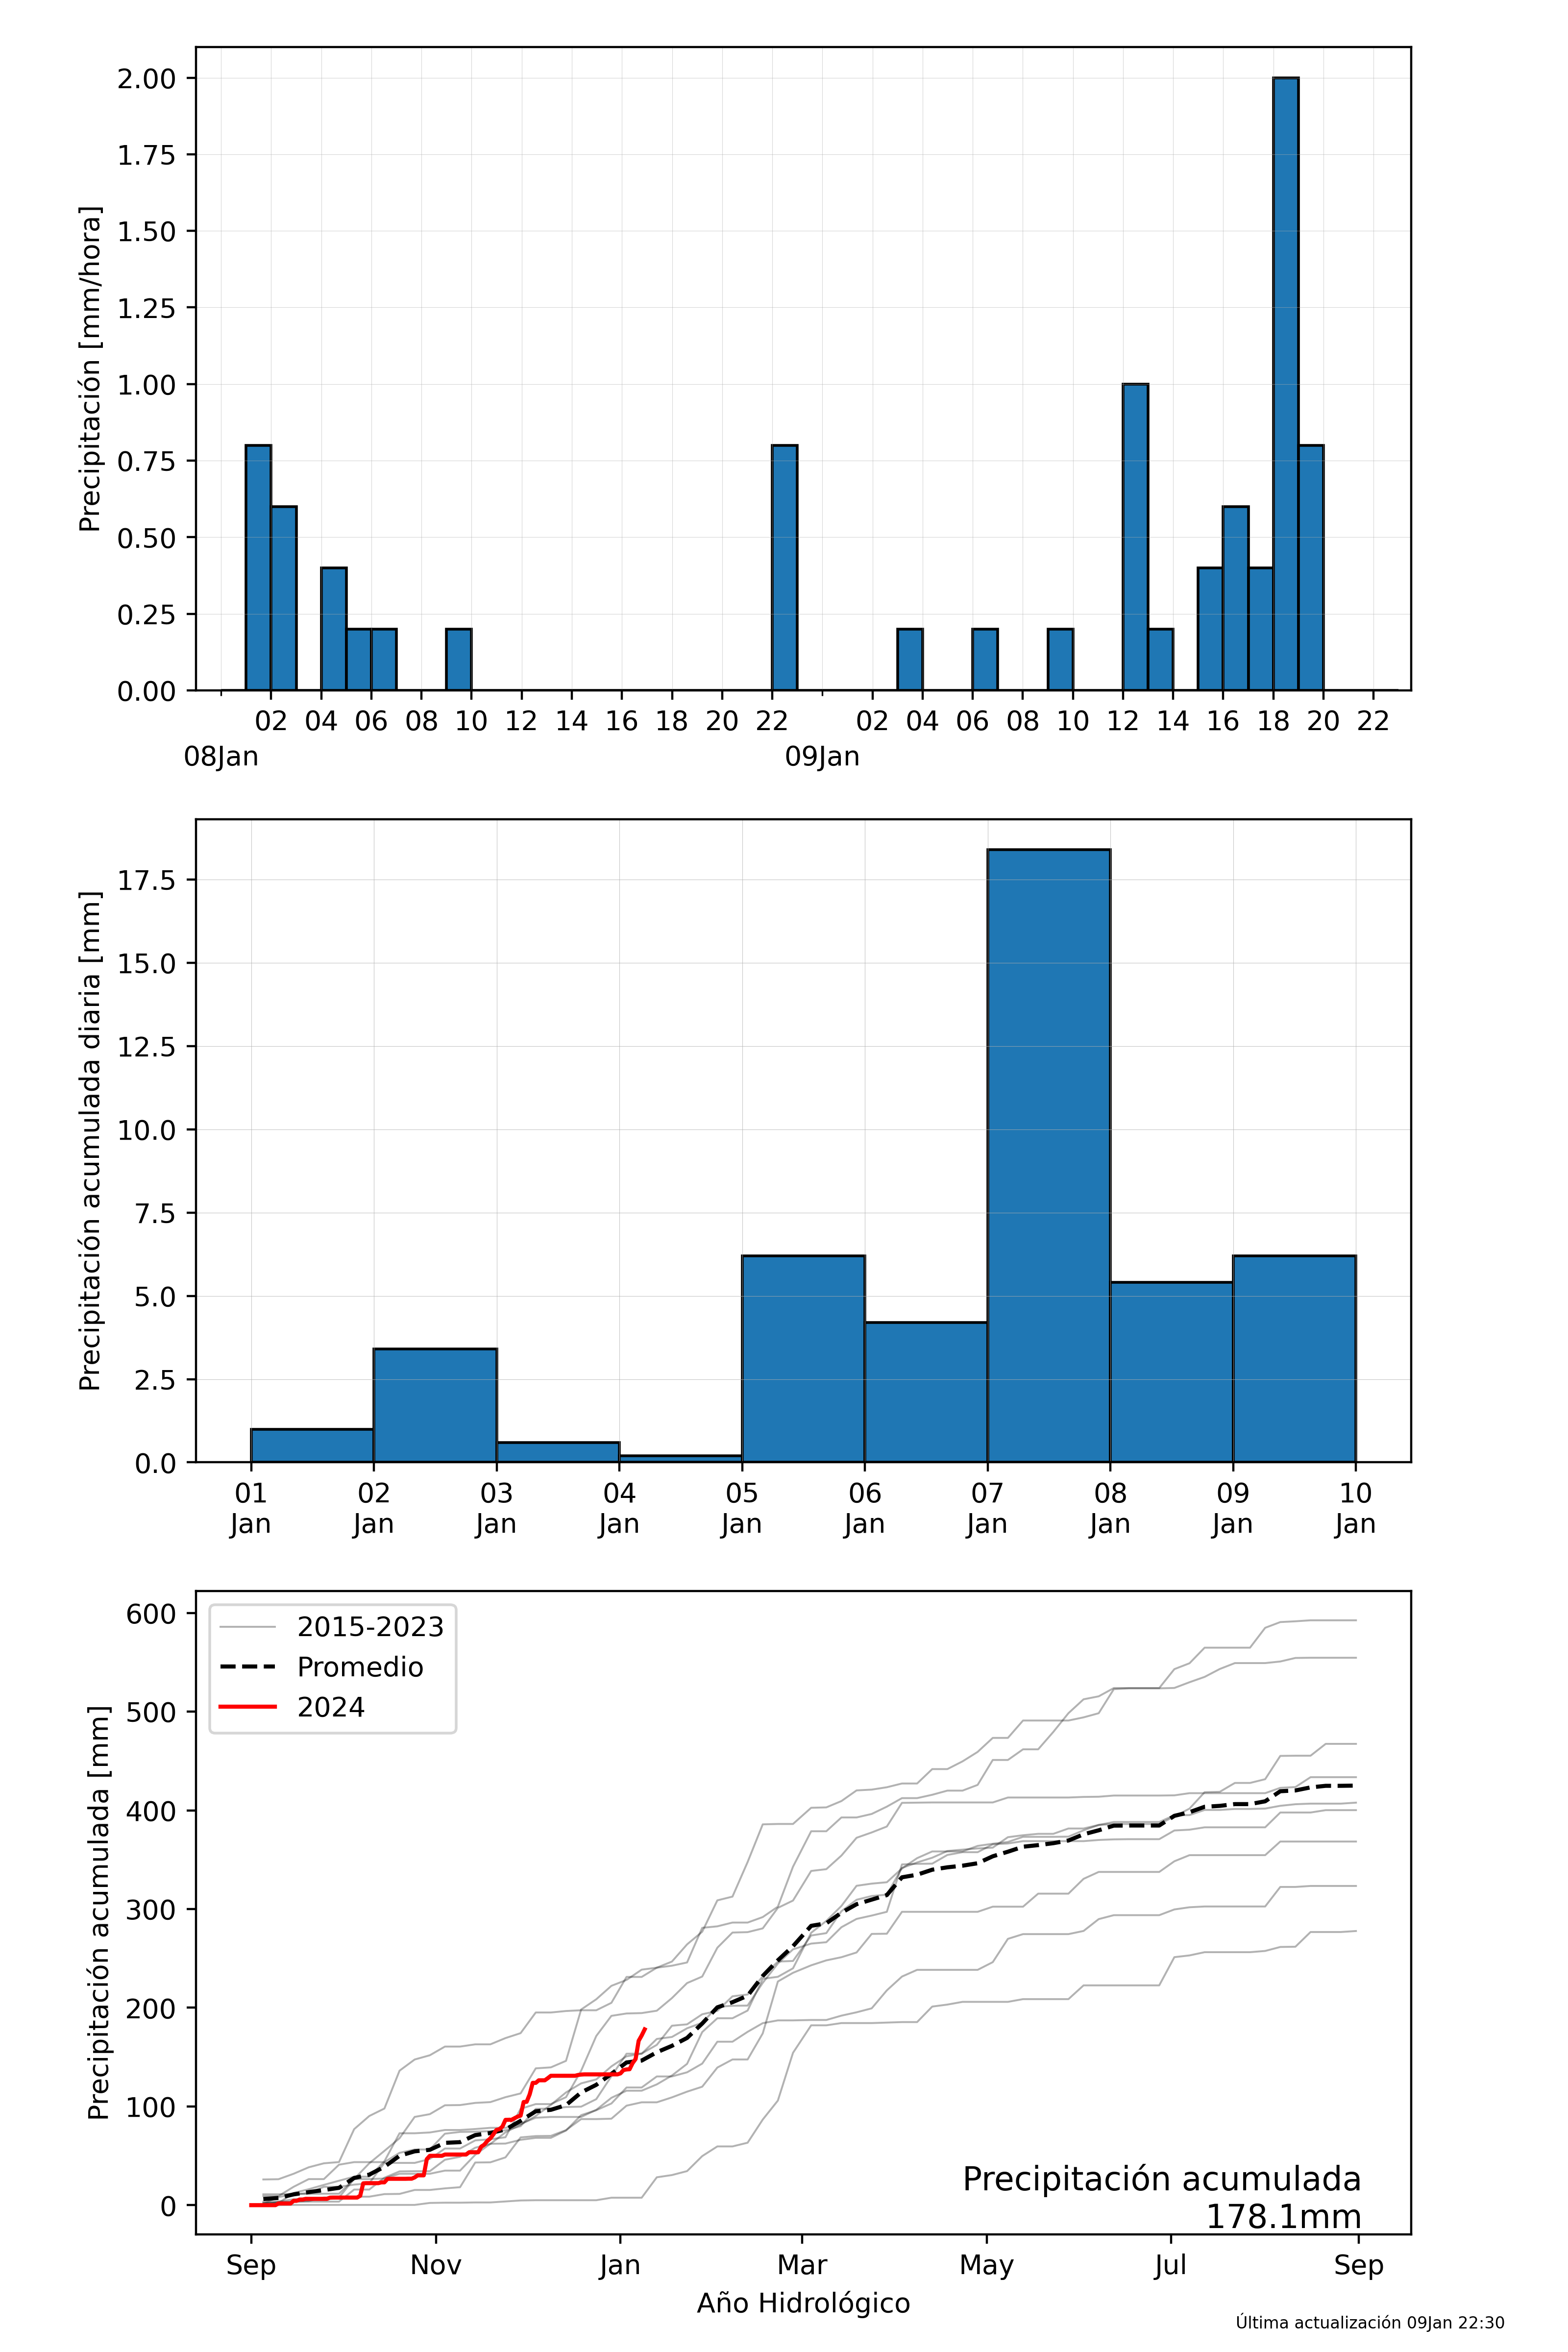 2.00
1.75
1.50
1.25
1.00
0.75
0.50
0.25
0.00
Precipitación [mm/hora]
02 04 06 08 10 12 14 16 18 20 22 02 04 06 08 10 12 14 16 18 20 22
08Jan 09Jan
17.5
15.0
12.5
10.0
7.5
5.0
2.5
0.0
Precipitación acumulada diaria [mm]
01 02 03 04 05 06 07 08 09 10
Jan Jan Jan Jan Jan Jan Jan Jan Jan Jan
600
500
400
300
200
100
0
Precipitación acumulada [mm]
2015-2023
Promedio
2024
Precipitación acumulada
178.1mm
Sep Nov Jan Mar May Jul Sep
Año Hidrológico
Última actualización 09Jan 22:30